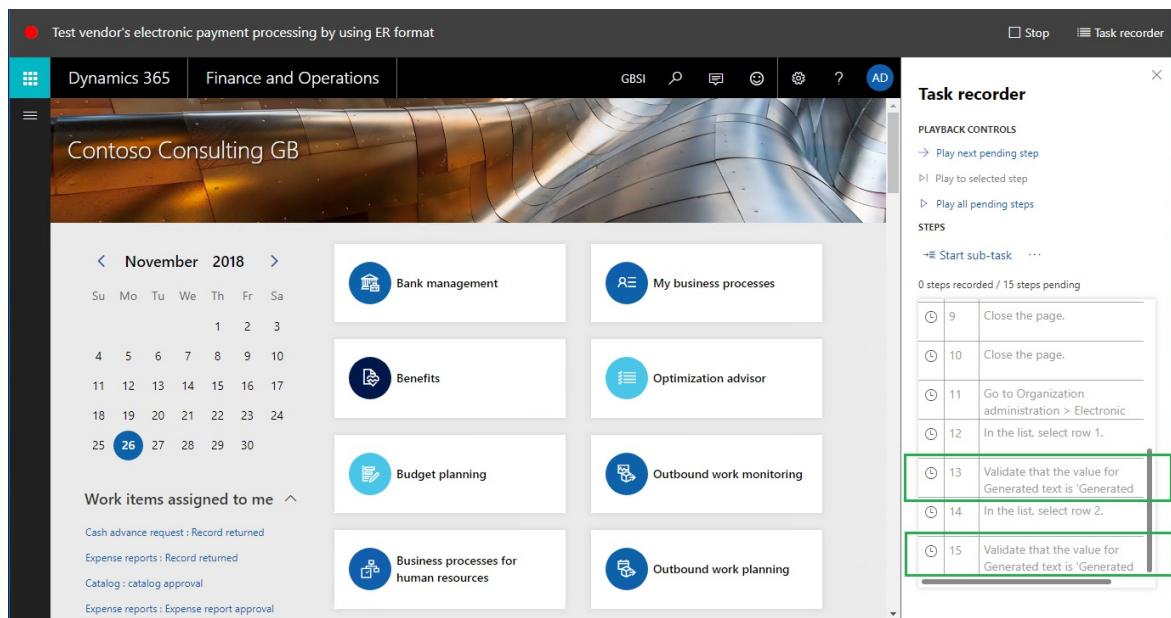 Test vendor's electronic payment processing by using ER format
Stop
Task recorder
Dynamics 365
Finance and Operations
GBSI
?
AD
Contoso Consulting GB
November 2018
Su Mo Tu We Th Fr Sa
1 2 3
4 5 6 7 8 9 10
11 12 13 14 15 16 17
18 19 20 21 22 23 24
25 26 27 28 29 30
Work items assigned to me
Cash advance request : Record returned
Expense reports : Record returned
Catalog : catalog approval
Expense reports : Expense report approval
Bank management
My business processes
Benefits
Optimization advisor
Budget planning
Outbound work monitoring
Business processes for
human resources
Outbound work planning
Task recorder
PLAYBACK CONTROLS
Play next pending step
Play to selected step
Play all pending steps
STEPS
Start sub-task ...
0 steps recorded / 15 steps pending
9 Close the page.
10 Close the page.
11 Go to Organization
administration > Electronic
12 In the list, select row 1.
13 Validate that the value for
Generated text is 'Generated
14 In the list, select row 2.
15 Validate that the value for
Generated text is 'Generated